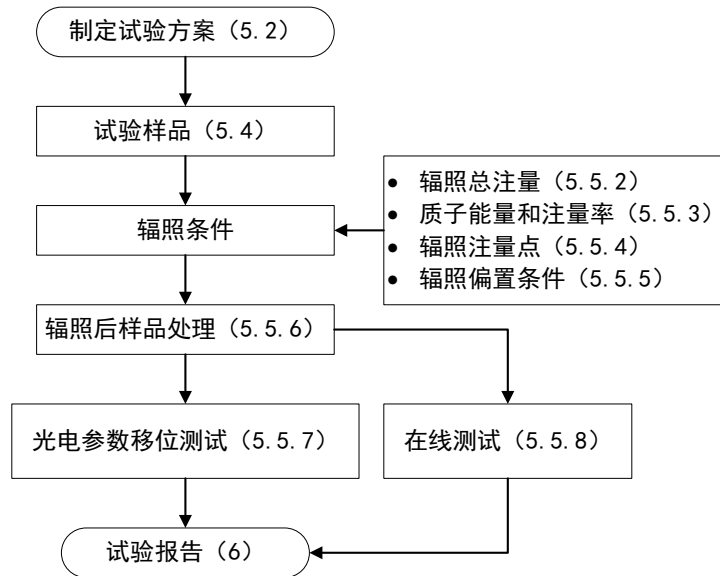 制定试验方案（5.2）
试验样品（5.4）
辐照条件
● 辐照总注量（5.5.2）
● 质子能量和注量率（5.5.3）
● 辐照注量点（5.5.4）
● 辐照偏置条件（5.5.5）
辐照后样品处理（5.5.6）
光电参数移位测试（5.5.7）
在线测试（5.5.8）
试验报告（6）